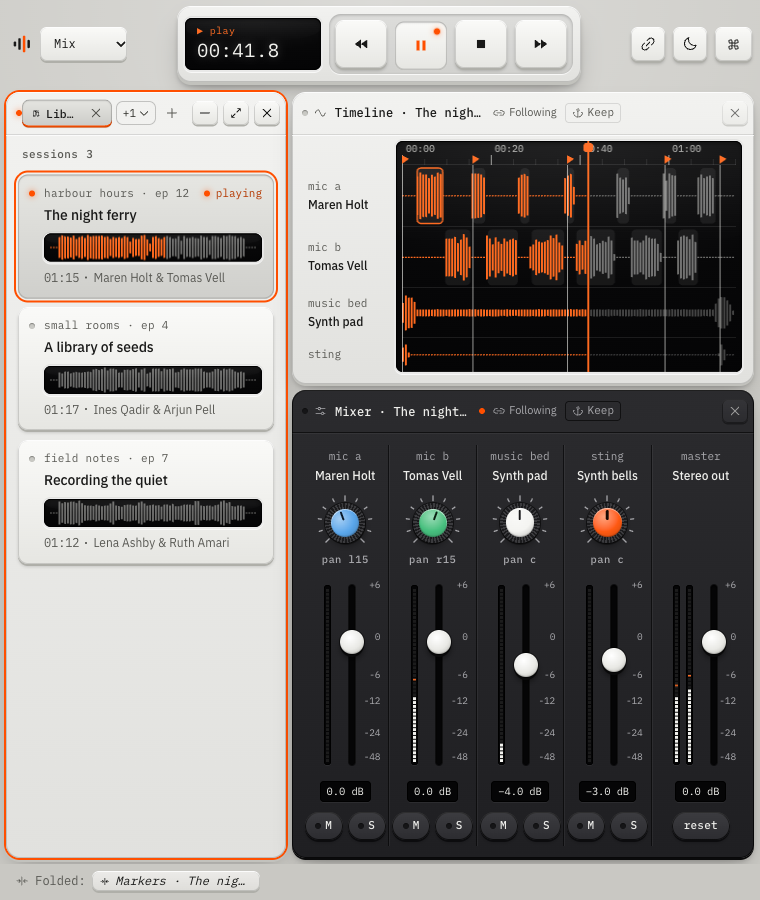 Mix
play
00:41.8
⌘
Lib…
+1
sessions 3
harbour hours · ep 12
playing
The night ferry
01:15 · Maren Holt & Tomas Vell
small rooms · ep 4
A library of seeds
01:17 · Ines Qadir & Arjun Pell
field notes · ep 7
Recording the quiet
01:12 · Lena Ashby & Ruth Amari
Timeline · The nigh…
Following
Keep
00:00
00:20
:40
01:00
mic a
Maren Holt
mic b
Tomas Vell
music bed
Synth pad
sting
Mixer · The night…
Following
Keep
mic a
mic b
music bed
sting
master
Maren Holt
Tomas Vell
Synth pad
Synth bells
Stereo out
pan l15
pan r15
pan c
pan c
+6 +6 +6 +6 +6
0 0 0 0 0
-6 -6 -6 -6 -6
-12 -12 -12 -12 -12
-24 -24 -24 -24 -24
-48 -48 -48 -48 -48
0.0 dB
0.0 dB
−4.0 dB
−3.0 dB
0.0 dB
M S M S M S M S reset
Folded:
Markers · The nig…